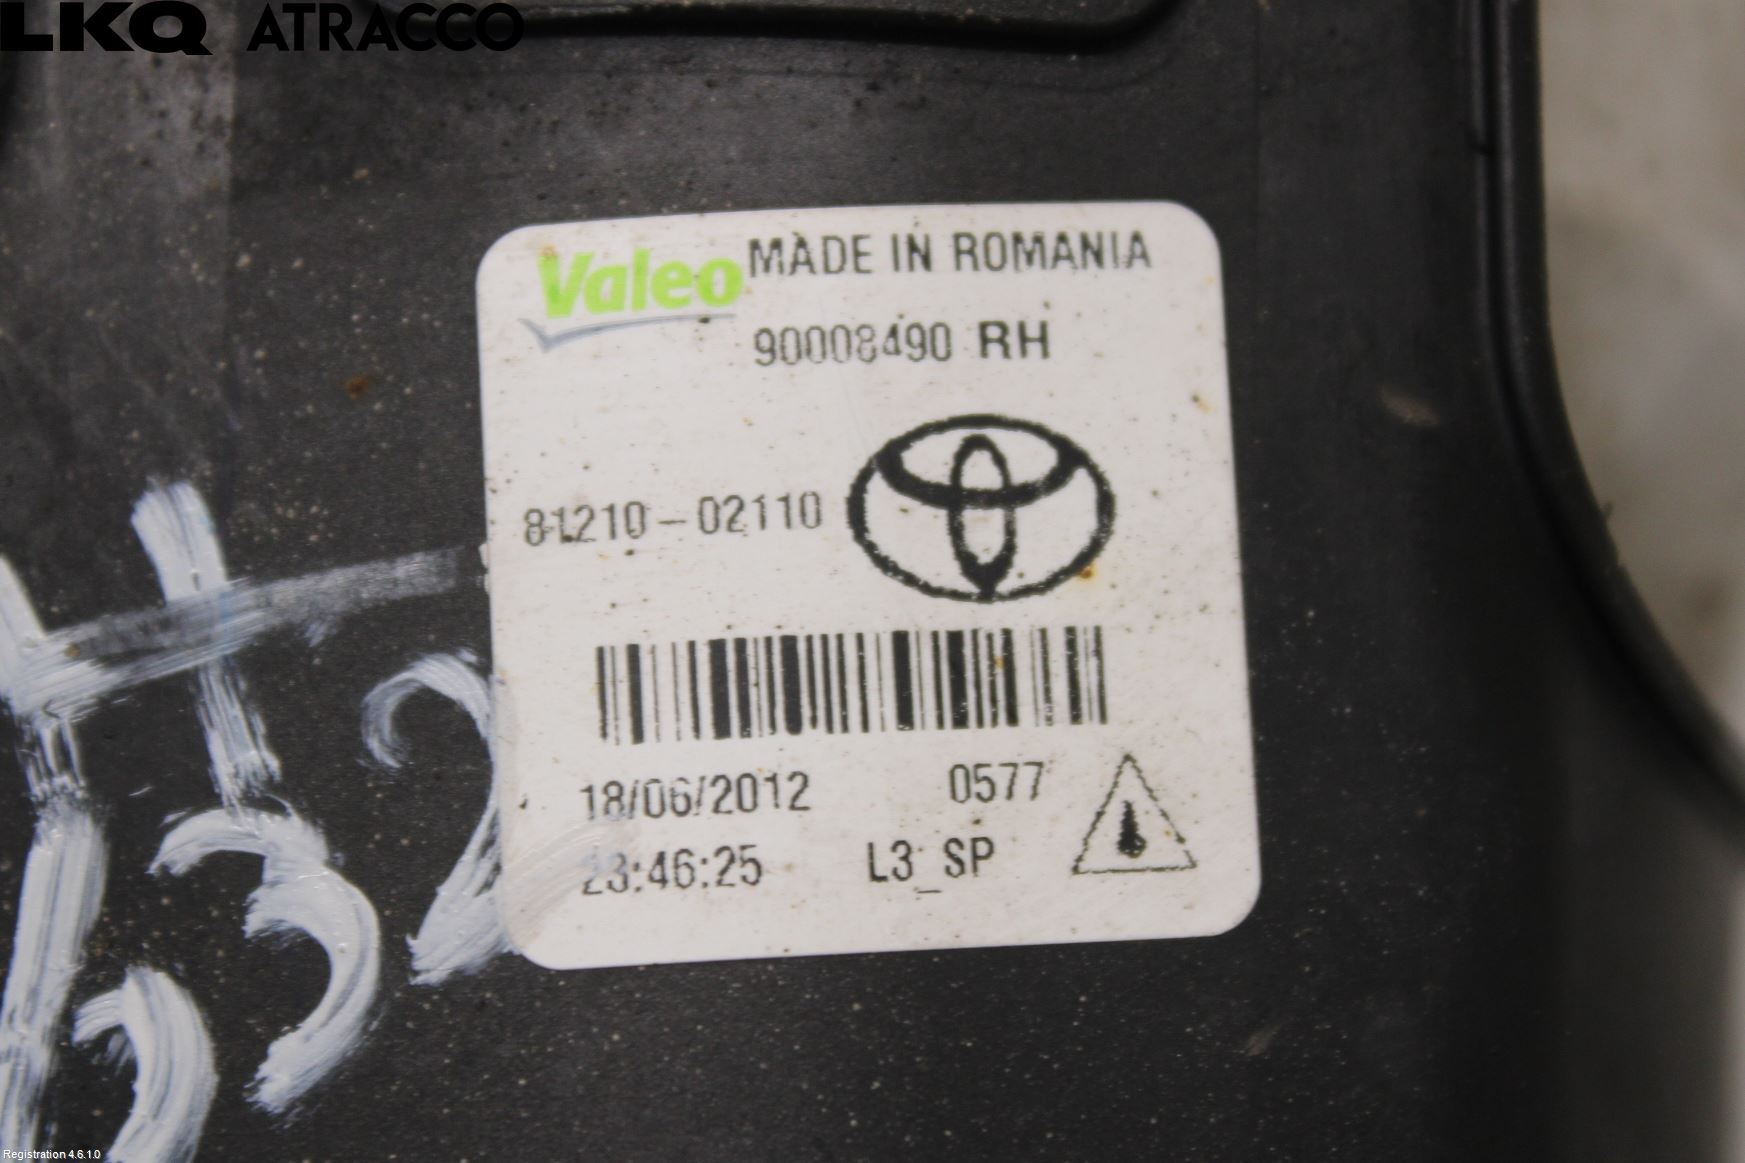 LKQ ATRACCO
Valeo MADE IN ROMANIA
90008490 RH
81210-02110
18/06/2012 0577
23:46:25 L3_SP
Registration 4.6.1.0